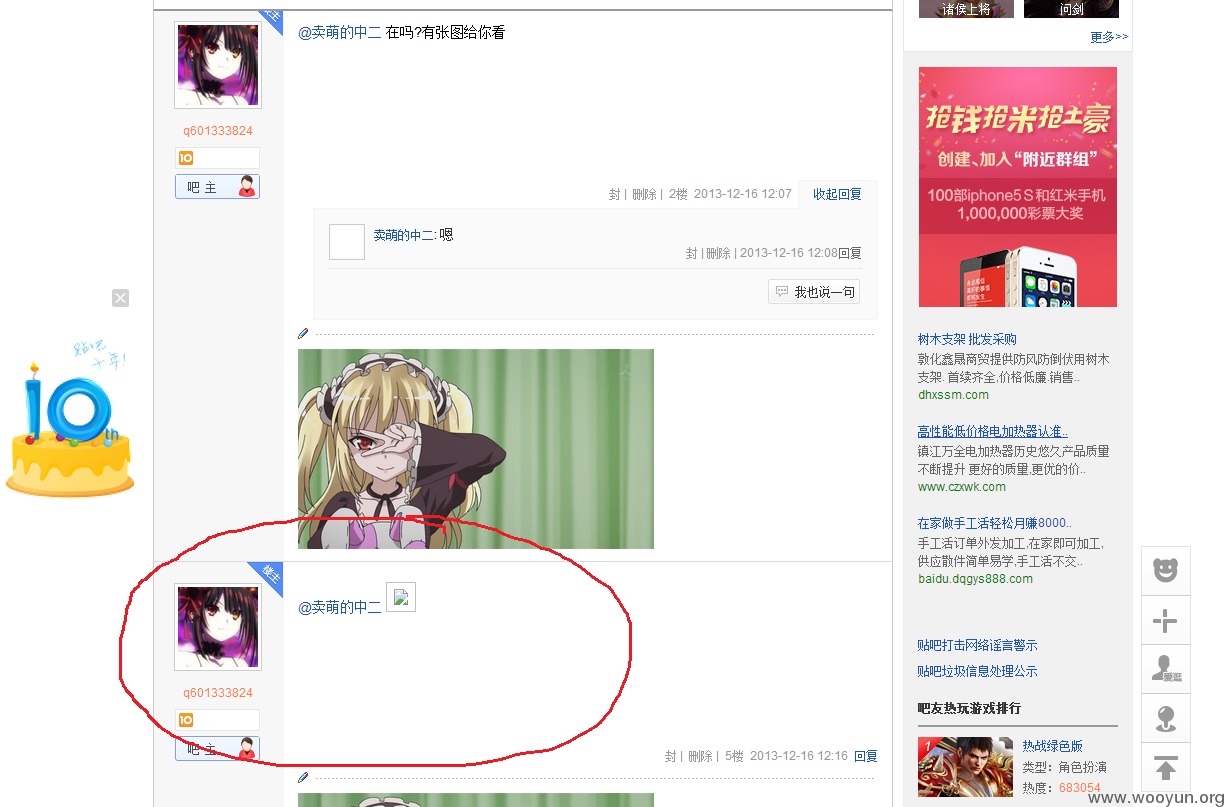 楼主
@卖萌的中二 在吗?有张图给你看
q601333824
10
吧 主
封 | 删除 | 2楼 2013-12-16 12:07 收起回复
卖萌的中二: 嗯
封 | 删除 | 2013-12-16 12:08回复
我也说一句
贴吧
十年!
10th
楼主
@卖萌的中二
q601333824
10
吧 主
封 | 删除 | 5楼 2013-12-16 12:16 回复
诸侯上将
问剑
更多>>
抢钱抢米抢土豪
创建、加入“附近群组”
100部iphone5S和红米手机
1,000,000彩票大奖
树木支架 批发采购
敦化鑫晟商贸提供防风防倒伏用树木
支架. 首续齐全,价格低廉.销售..
dhxssm.com
高性能低价格电加热器认准..
镇江万全电加热器历史悠久产品质量
不断提升 更好的质量,更优的价..
www.czxwk.com
在家做手工活轻松月赚8000..
手工活订单外发加工,在家即可加工,
供应散件简单易学,手工活不交..
baidu.dqgys888.com
贴吧打击网络谣言警示
贴吧垃圾信息处理公示
吧友热玩游戏排行
1
热战绿色版
类型：角色扮演
热度：683054
爱逛
www.wooyun.org